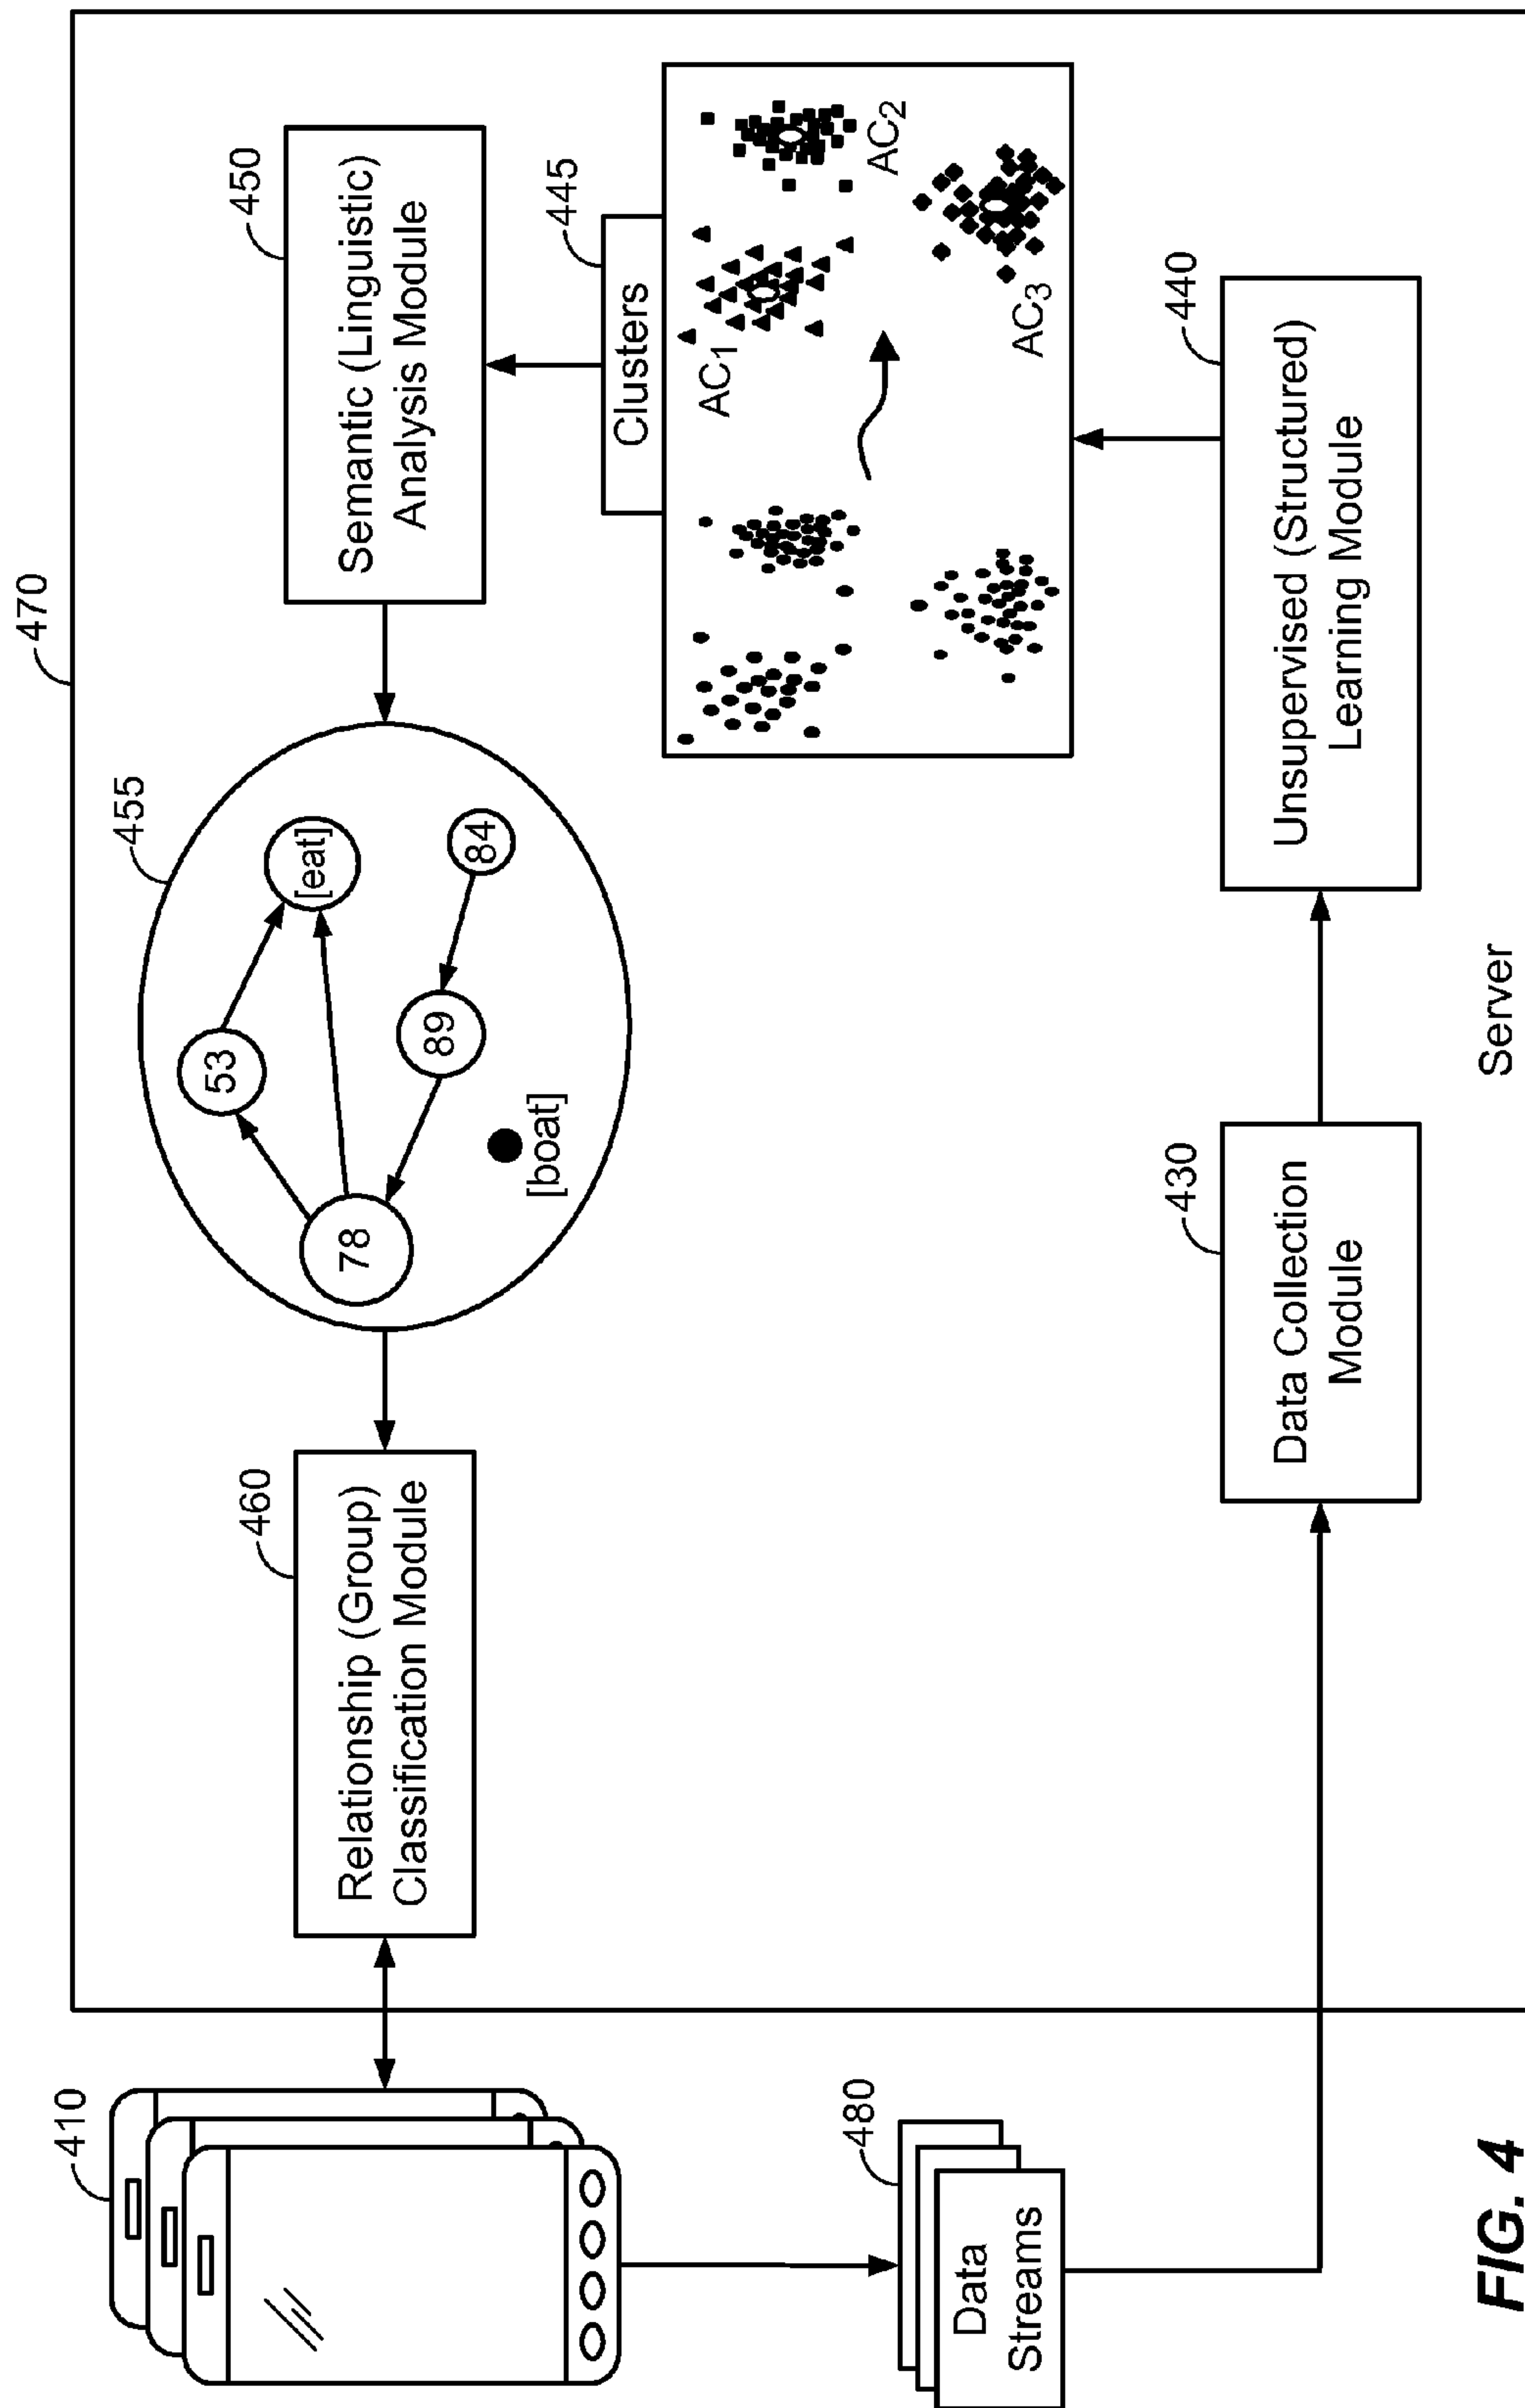 470
410
460
Relationship (Group)
Classification Module
455
78
53
[eat]
89
84
[boat]
450
Semantic (Linguistic)
Analysis Module
445
Clusters
AC1
AC2
AC3
480
Data
Streams
430
Data Collection
Module
440
Unsupervised (Structured)
Learning Module
Server
FIG. 4